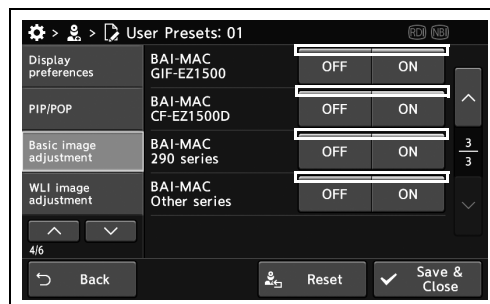 > > User Presets: 01
RDI NBI
Display
preferences
PIP/POP
Basic image
adjustment
WLI image
adjustment
4/6
BAI-MAC
GIF-EZ1500
OFF ON
BAI-MAC
CF-EZ1500D
OFF ON
BAI-MAC
290 series
OFF ON
BAI-MAC
Other series
OFF ON
3
3
Back
Reset
Save &
Close